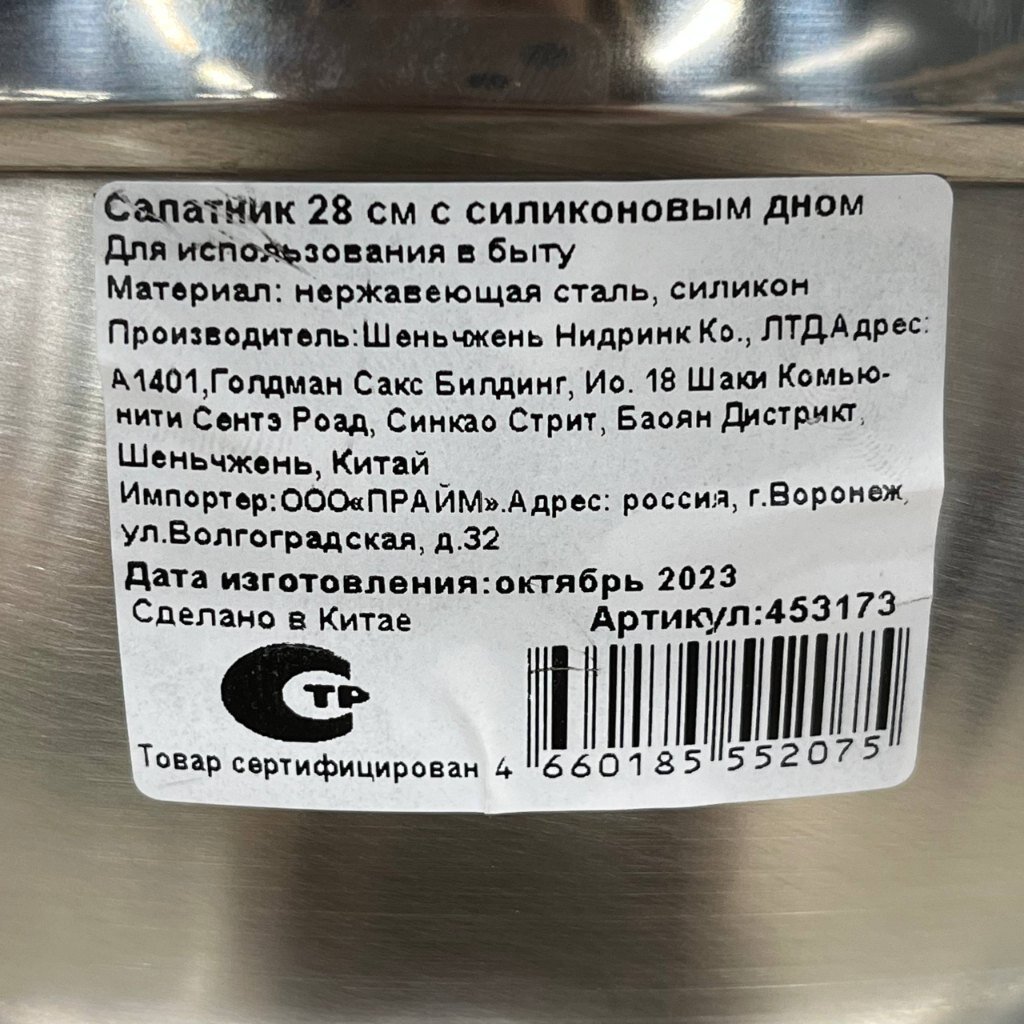 Салатник 28 см с силиконовым дном
Для использования в быту
Материал: нержавеющая сталь, силикон
Производитель:Шеньчжень Нидринк Ко., ЛТДАдрес:
А1401,Голдман Сакс Билдинг, Ио. 18 Шаки Комью-
нити Сентэ Роад, Синкао Стрит, Баоян Дистрикт,
Шеньчжень, Китай
Импортер:ООО«ПРАЙМ».Адрес: россия, г.Воронеж,
ул.Волгоградская, д.32
Дата изготовления:октябрь 2023
Сделано в Китае
Артикул:453173
СТР
Товар сертифицирован
4 660185 552075